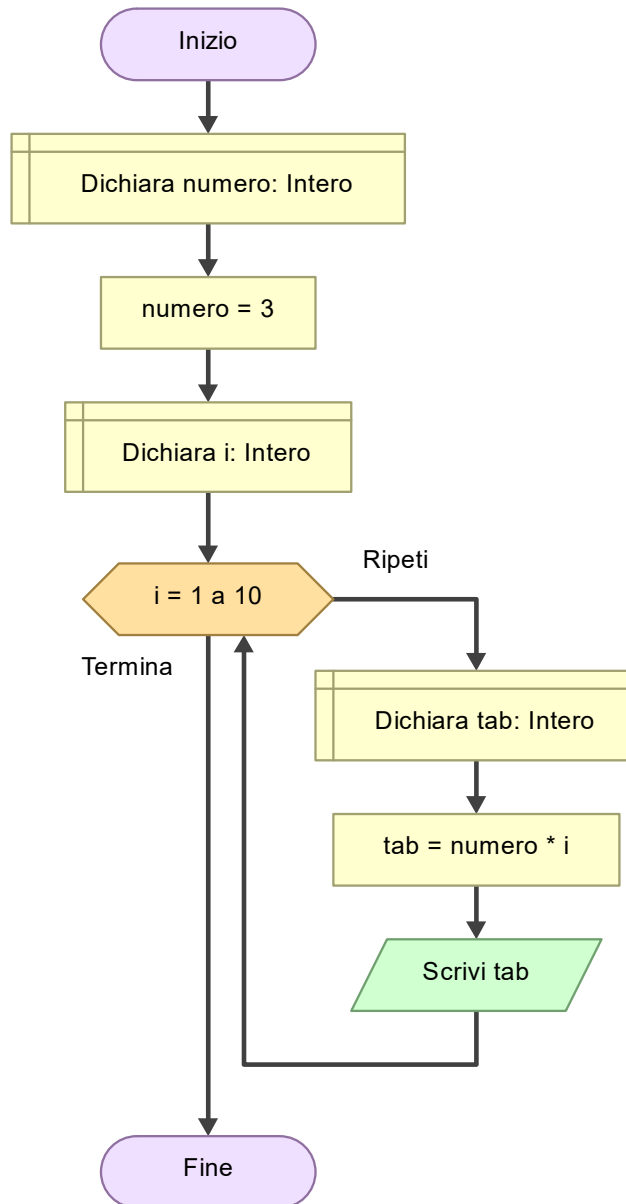 Inizio
Dichiara numero: Intero
numero = 3
Dichiara i: Intero
i = 1 a 10
Ripeti
Termina
Dichiara tab: Intero
tab = numero * i
Scrivi tab
Fine